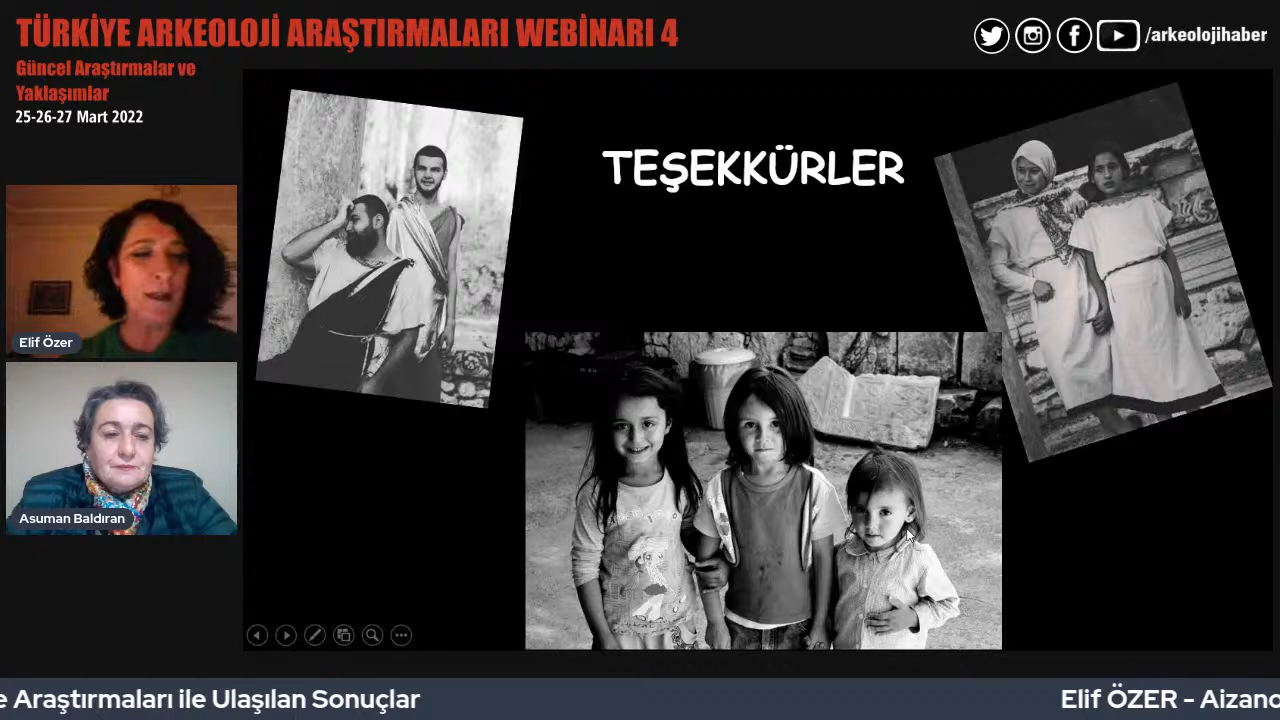 TÜRKİYE ARKEOLOJİ ARAŞTIRMALARI WEBİNARI 4
/arkeolojihaber
Güncel Araştırmalar ve
Yaklaşımlar
25-26-27 Mart 2022
TEŞEKKÜRLER
Elif Özer
Asuman Baldıran
e Araştırmaları ile Ulaşılan Sonuçlar
Elif ÖZER - Aizano